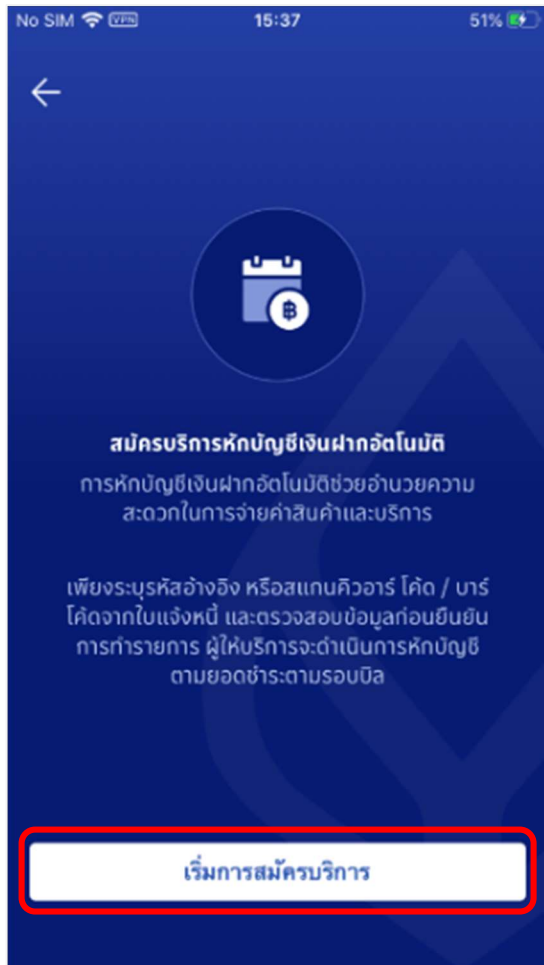 No SIM VPN 15:37 51%
สมัครบริการหักบัญชีเงินฝากอัตโนมัติ
การหักบัญชีเงินฝากอัตโนมัติช่วยอำนวยความ
สะดวกในการจ่ายค่าสินค้าและบริการ
เพียงระบุรหัสอ้างอิง หรือสแกนคิวอาร์ โค้ด / บาร์
โค้ดจากใบแจ้งหนี้ และตรวจสอบข้อมูลก่อนยืนยัน
การทำรายการ ผู้ให้บริการจะดำเนินการหักบัญชี
ตามยอดชำระตามรอบบิล
เริ่มการสมัครบริการ